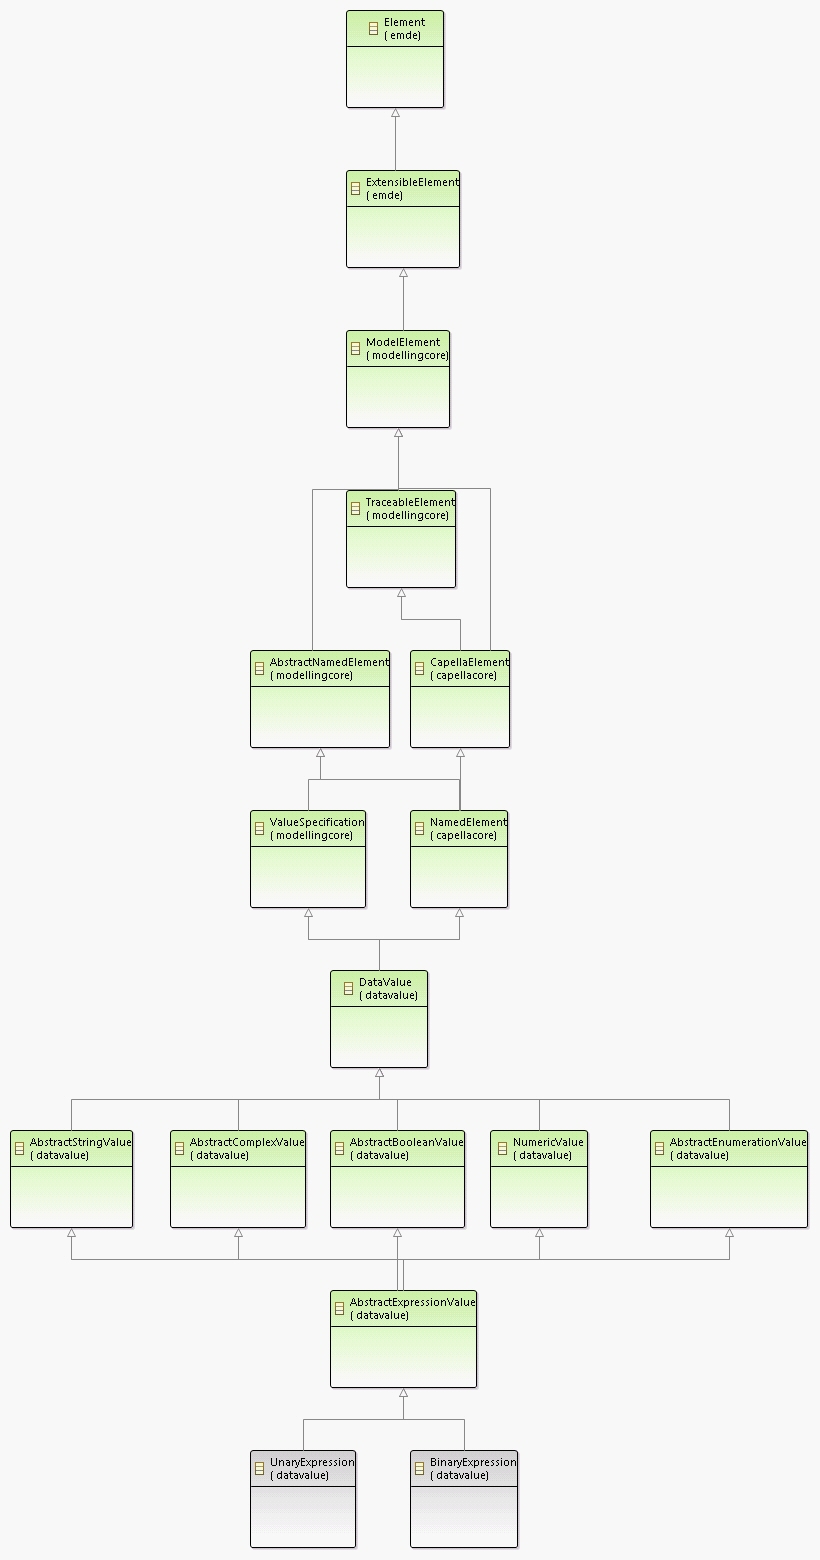 Element
( emde)
ExtensibleElement
( emde)
ModelElement
( modellingcore)
TraceableElement
( modellingcore)
AbstractNamedElement
( modellingcore)
CapellaElement
( capellacore)
ValueSpecification
( modellingcore)
NamedElement
( capellacore)
DataValue
( datavalue)
AbstractStringValue
( datavalue)
AbstractComplexValue
( datavalue)
AbstractBooleanValue
( datavalue)
NumericValue
( datavalue)
AbstractEnumerationValue
( datavalue)
AbstractExpressionValue
( datavalue)
UnaryExpression
( datavalue)
BinaryExpression
( datavalue)